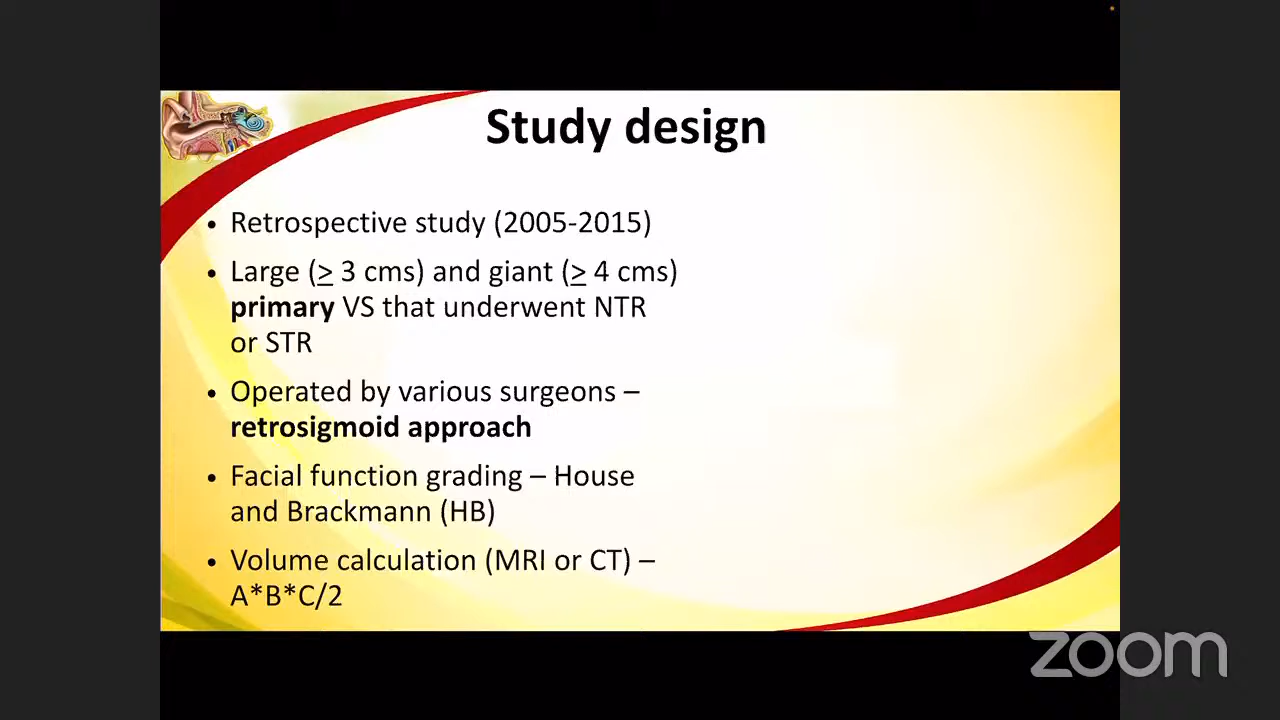 Study design
• Retrospective study (2005-2015)
• Large (≥ 3 cms) and giant (≥ 4 cms)
primary VS that underwent NTR
or STR
• Operated by various surgeons –
retrosigmoid approach
• Facial function grading – House
and Brackmann (HB)
• Volume calculation (MRI or CT) –
A*B*C/2
zoom